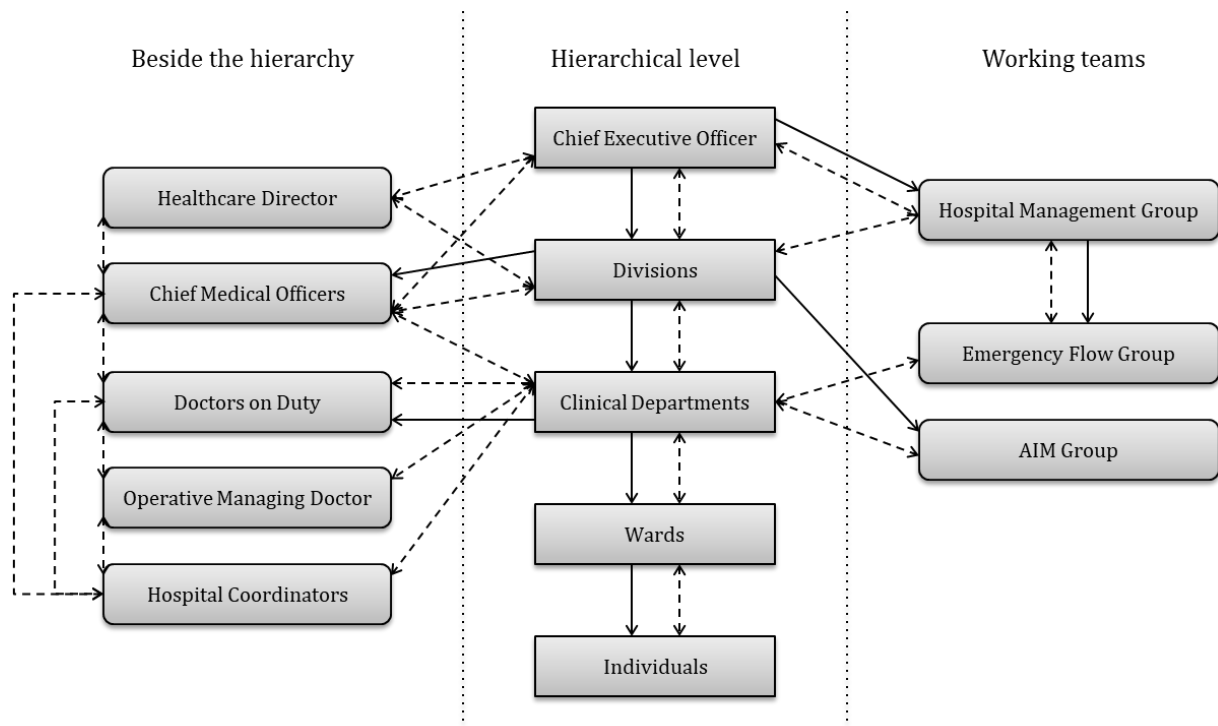 Beside the hierarchy
Hierarchical level
Working teams
Chief Executive Officer
Healthcare Director
Hospital Management Group
Divisions
Chief Medical Officers
Emergency Flow Group
Doctors on Duty
Clinical Departments
AIM Group
Operative Managing Doctor
Wards
Hospital Coordinators
Individuals